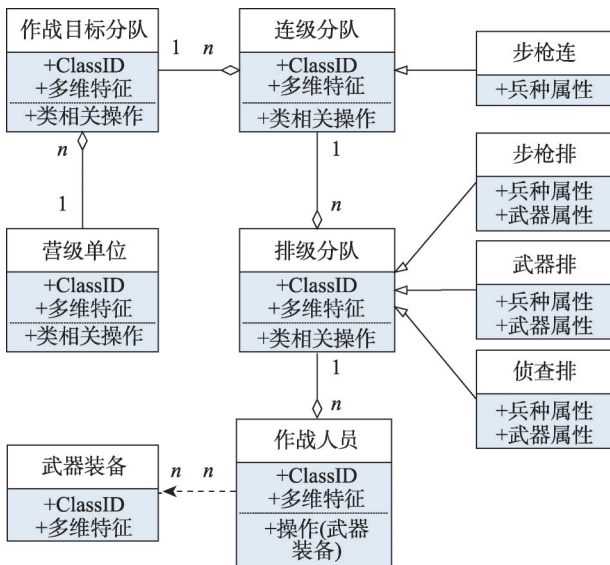 作战目标分队
+ClassID
+多维特征
+类相关操作
1 n
连级分队
+ClassID
+多维特征
+类相关操作
步枪连
+兵种属性
n
1
1
n
步枪排
+兵种属性
+武器属性
营级单位
+ClassID
+多维特征
+类相关操作
排级分队
+ClassID
+多维特征
+类相关操作
武器排
+兵种属性
+武器属性
侦查排
+兵种属性
+武器属性
1
n
武器装备
+ClassID
+多维特征
n n
作战人员
+ClassID
+多维特征
+操作(武器
装备)